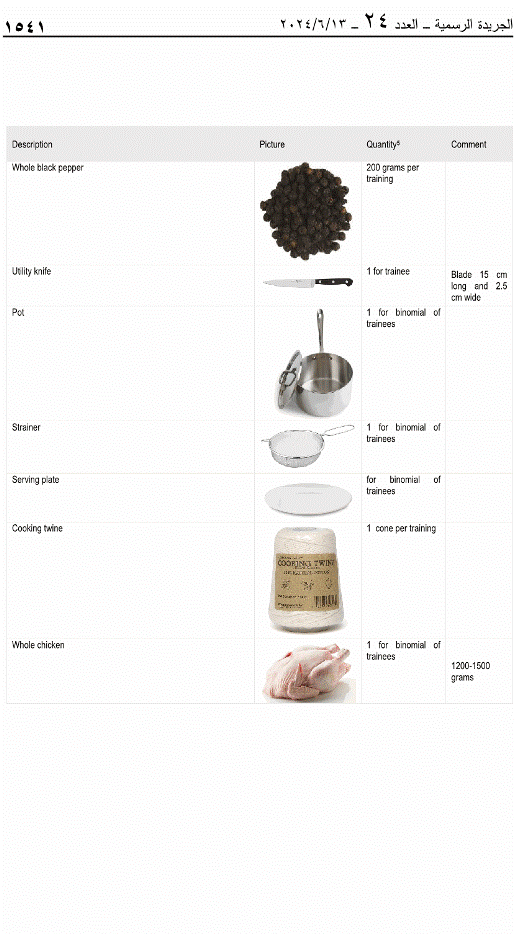 الجريدة الرسمية ــ العدد ٢٤ ــ ٢٠٢٤/٦/١٣
١٥٤١
Description Picture Quantity⁵ Comment
Whole black pepper
200 grams per
training
Utility knife
1 for trainee
Blade 15 cm
long and 2.5
cm wide
Pot
1 for binomial of
trainees
Strainer
1 for binomial of
trainees
Serving plate
for binomial of
trainees
Cooking twine
1 cone per training
COOKING TWINE
Whole chicken
1 for binomial of
trainees
1200-1500
grams